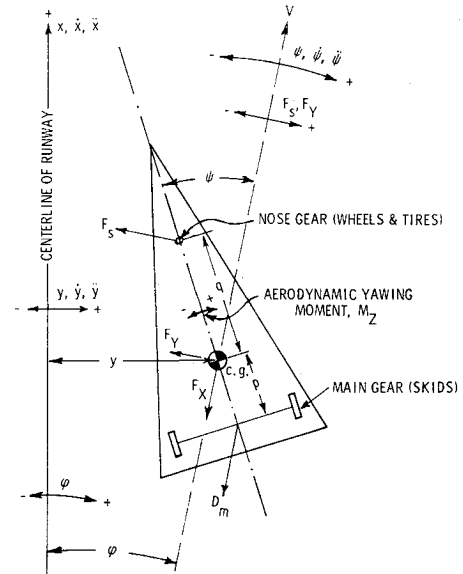 +
x, ẋ, ẍ
V
ψ, ψ̇, ψ̈
-
+
-
F_s, F_Y
+
CENTERLINE OF RUNWAY
ψ
F_s
NOSE GEAR (WHEELS & TIRES)
y, ẏ, ÿ
-
+
- +
q
AERODYNAMIC YAWING
MOMENT, M_Z
F_Y
y
c.g.
F_X
p
MAIN GEAR (SKIDS)
φ
-
+
D_m
φ